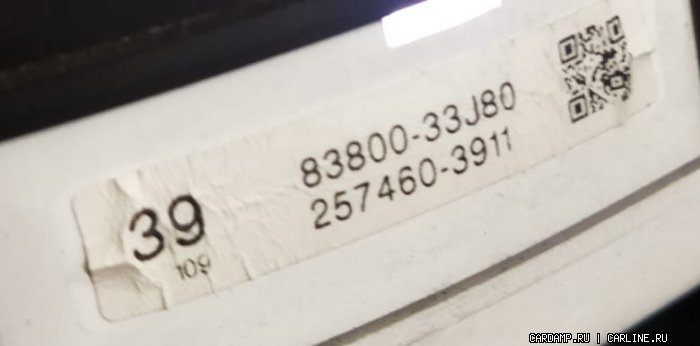 83800-33J80
257460-3911
39
109
CARDAMP.RU | CARLINE.RU